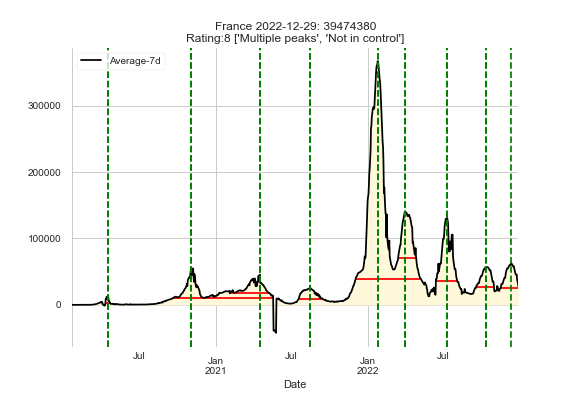 France 2022-12-29: 39474380
Rating:8 ['Multiple peaks', 'Not in control']
Average-7d
300000
200000
100000
0
Jul
Jan
2021
Jul
Jan
2022
Jul
Date